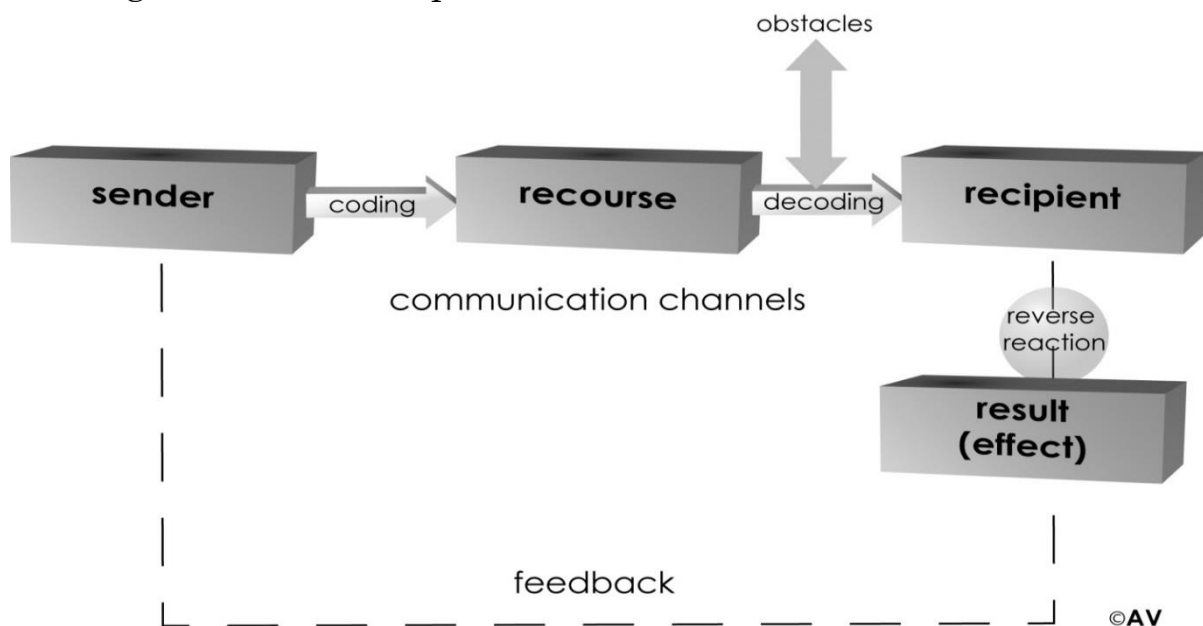 obstacles
sender
coding
recourse
decoding
recipient
communication channels
reverse
reaction
result
(effect)
feedback
©AV